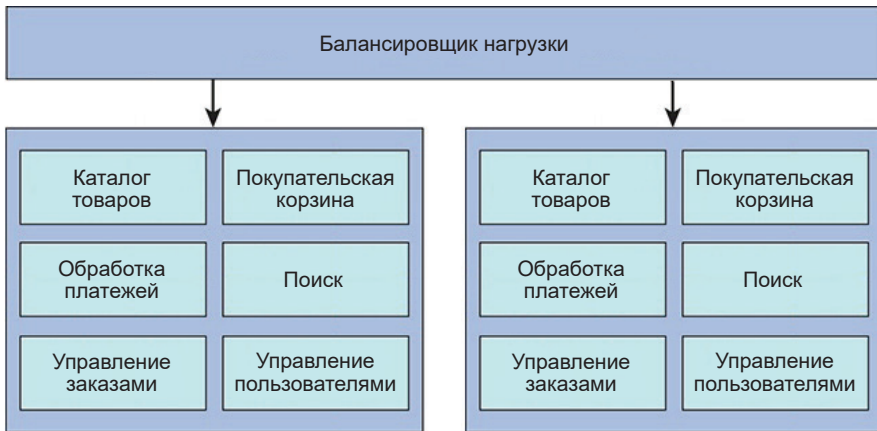 Балансировщик нагрузки
Каталог
товаров
Покупательская
корзина
Обработка
платежей
Поиск
Управление
заказами
Управление
пользователями
Каталог
товаров
Покупательская
корзина
Обработка
платежей
Поиск
Управление
заказами
Управление
пользователями